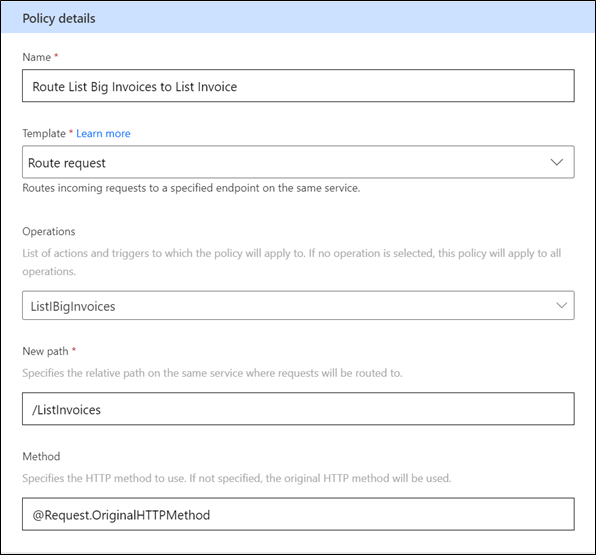 Policy details
Name *
Route List Big Invoices to List Invoice
Template * Learn more
Route request
Routes incoming requests to a specified endpoint on the same service.
Operations
List of actions and triggers to which the policy will apply to. If no operation is selected, this policy will apply to all
operations.
ListIBigInvoices
New path *
Specifies the relative path on the same service where requests will be routed to.
/ListInvoices
Method
Specifies the HTTP method to use. If not specified, the original HTTP method will be used.
@Request.OriginalHTTPMethod